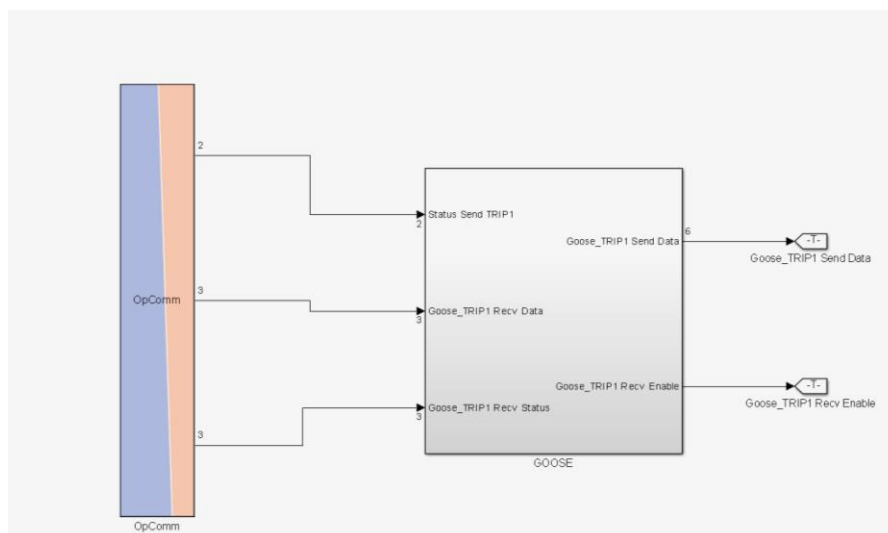 2
Status Send TRIP1
2
6
Goose_TRIP1 Send Data
-T-
Goose_TRIP1 Send Data
OpComm
3
Goose_TRIP1 Recv Data
3
Goose_TRIP1 Recv Enable
-T-
Goose_TRIP1 Recv Enable
3
Goose_TRIP1 Recv Status
3
GOOSE
OpComm